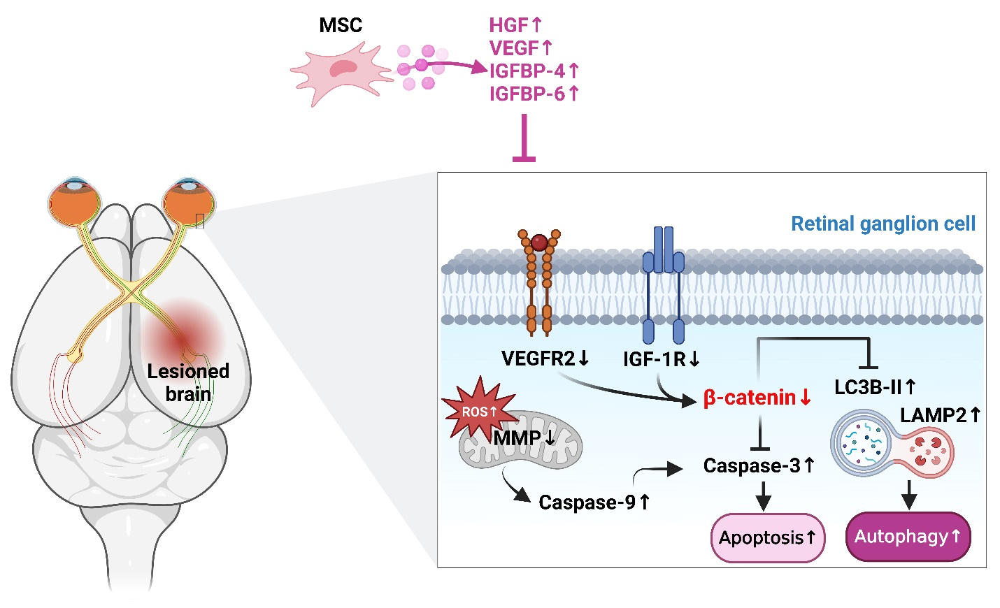 MSC
HGF↑
VEGF↑
IGFBP-4↑
IGFBP-6↑
Retinal ganglion cell
Lesioned
brain
VEGFR2↓
IGF-1R↓
β-catenin↓
LC3B-II↑
LAMP2↑
ROS↑
MMP↓
Caspase-3↑
Caspase-9↑
Apoptosis↑
Autophagy↑